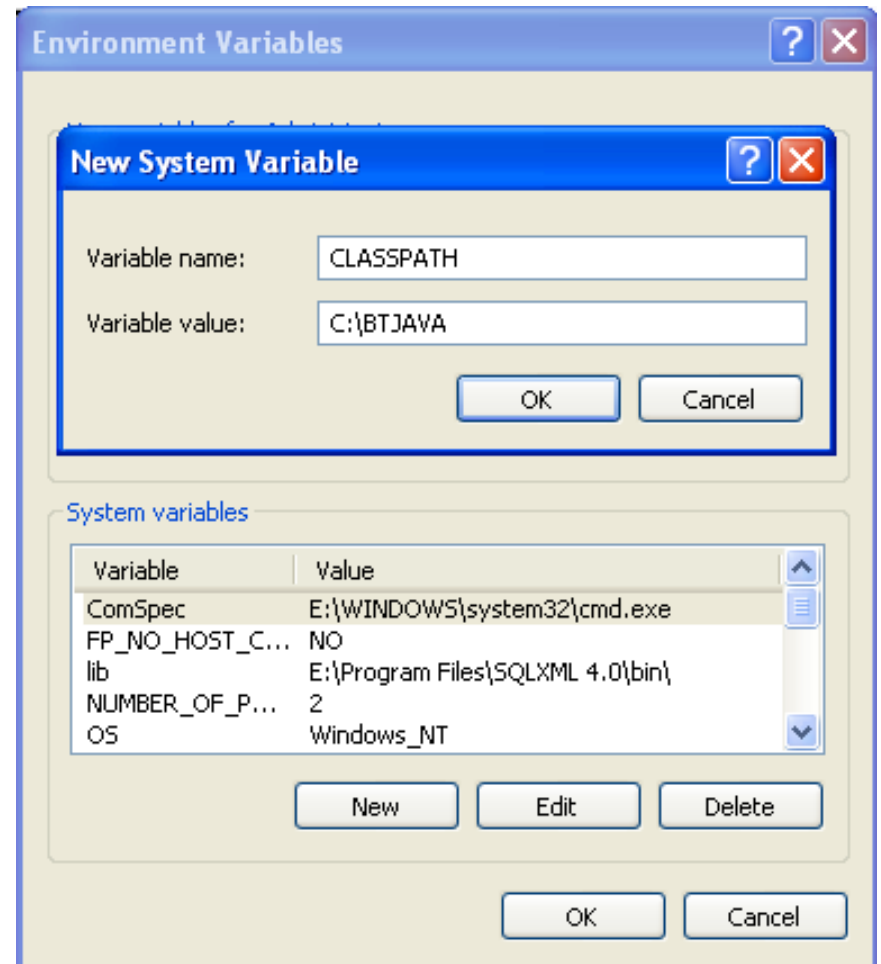 Environment Variables
New System Variable
Variable name: CLASSPATH
Variable value: C:\BTJAVA
OK Cancel
System variables
Variable Value
ComSpec E:\WINDOWS\system32\cmd.exe
FP_NO_HOST_C... NO
lib E:\Program Files\SQLXML 4.0\bin\
NUMBER_OF_P... 2
OS Windows_NT
New Edit Delete
OK Cancel